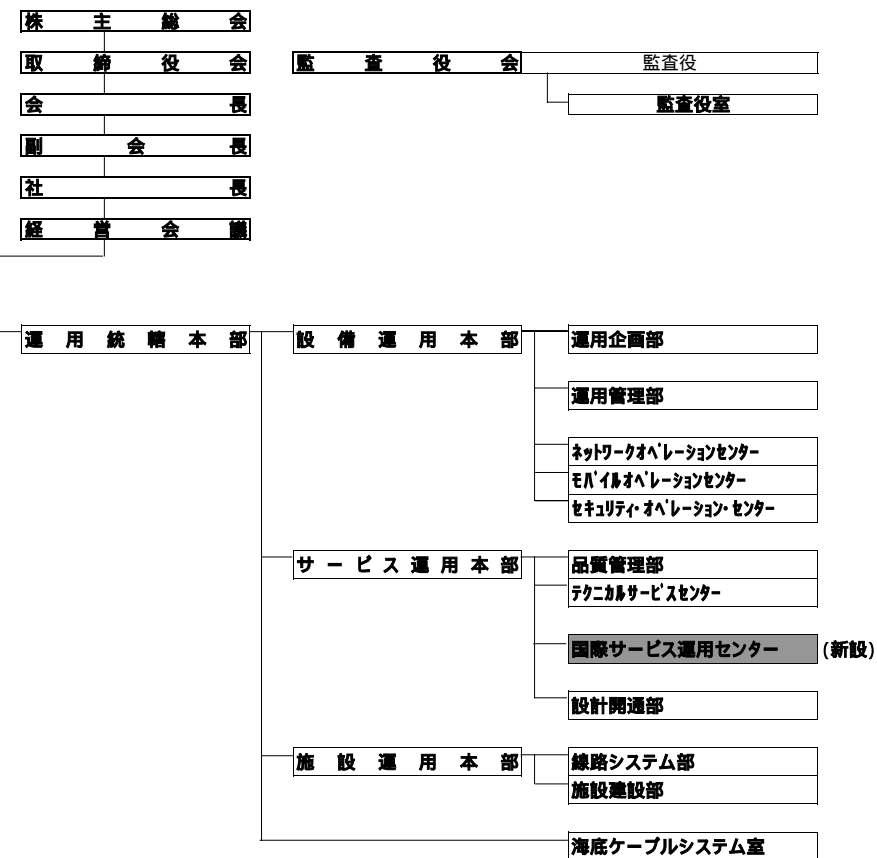 株主総会
取締役会 監査役会 監査役
会長 監査役室
副会長
社長
経営会議
運用統轄本部 設備運用本部 運用企画部
運用管理部
ネットワークオペレーションセンター
モバイルオペレーションセンター
セキュリティ・オペレーション・センター
サービス運用本部 品質管理部
テクニカルサービスセンター
国際サービス運用センター (新設)
設計開通部
施設運用本部 線路システム部
施設建設部
海底ケーブルシステム室